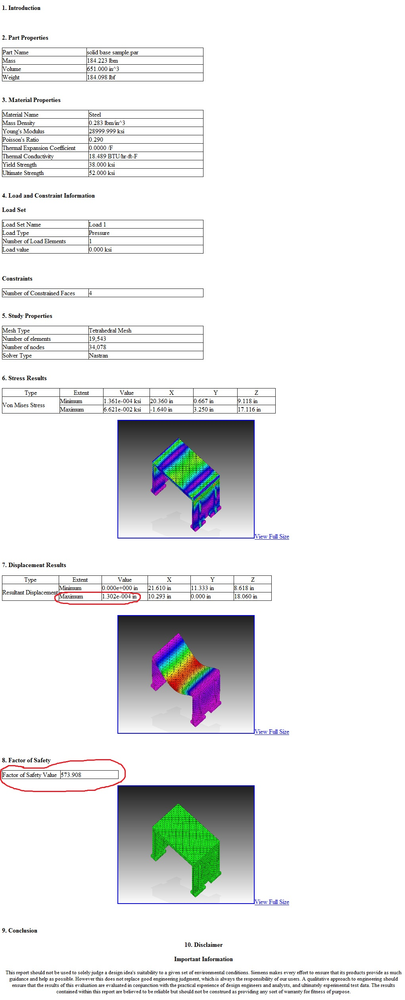 1. Introduction
2. Part Properties
Part Name solid base sample.par
Mass 184.223 lbm
Volume 651.000 in^3
Weight 184.098 lbf
3. Material Properties
Material Name Steel
Mass Density 0.283 lbm/in^3
Young's Modulus 28999.999 ksi
Poisson's Ratio 0.290
Thermal Expansion Coefficient 0.0000 /F
Thermal Conductivity 18.489 BTU/hr-ft-F
Yield Strength 38.000 ksi
Ultimate Strength 52.000 ksi
4. Load and Constraint Information
Load Set
Load Set Name Load 1
Load Type Pressure
Number of Load Elements 1
Load value 0.000 ksi
Constraints
Number of Constrained Faces 4
5. Study Properties
Mesh Type Tetrahedral Mesh
Number of elements 19,543
Number of nodes 34,078
Solver Type Nastran
6. Stress Results
Type Extent Value X Y Z
Von Mises Stress Minimum 1.361e-004 ksi 20.360 in 0.667 in 9.118 in
Maximum 6.621e-002 ksi -1.640 in 3.250 in 17.116 in
View Full Size
7. Displacement Results
Type Extent Value X Y Z
Resultant Displacement Minimum 0.000e+000 in 21.610 in 11.333 in 8.618 in
Maximum 1.302e-004 in 10.293 in 0.000 in 18.060 in
View Full Size
8. Factor of Safety
Factor of Safety Value 573.908
View Full Size
9. Conclusion
10. Disclaimer
Important Information
This report should not be used to solely judge a design idea's suitability to a given set of environmental conditions. Siemens makes every effort to ensure that its products provide as much
guidance and help as possible. However this does not replace good engineering judgment, which is always the responsibility of our users. A qualitative approach to engineering should
ensure that the results of this evaluation are evaluated in conjunction with the practical experience of design engineers and analysts, and ultimately experimental test data. The results
contained within this report are believed to be reliable but should not be construed as providing any sort of warranty for fitness of purpose.